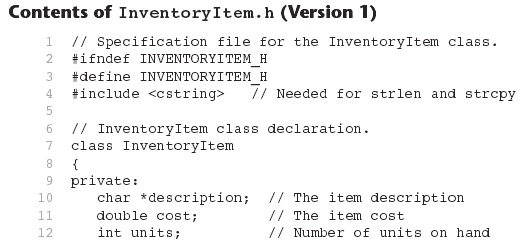 Contents of InventoryItem.h (Version 1)
1 // Specification file for the InventoryItem class.
2 #ifndef INVENTORYITEM_H
3 #define INVENTORYITEM_H
4 #include <cstring> // Needed for strlen and strcpy
5
6 // InventoryItem class declaration.
7 class InventoryItem
8 {
9 private:
10 char *description; // The item description
11 double cost; // The item cost
12 int units; // Number of units on hand